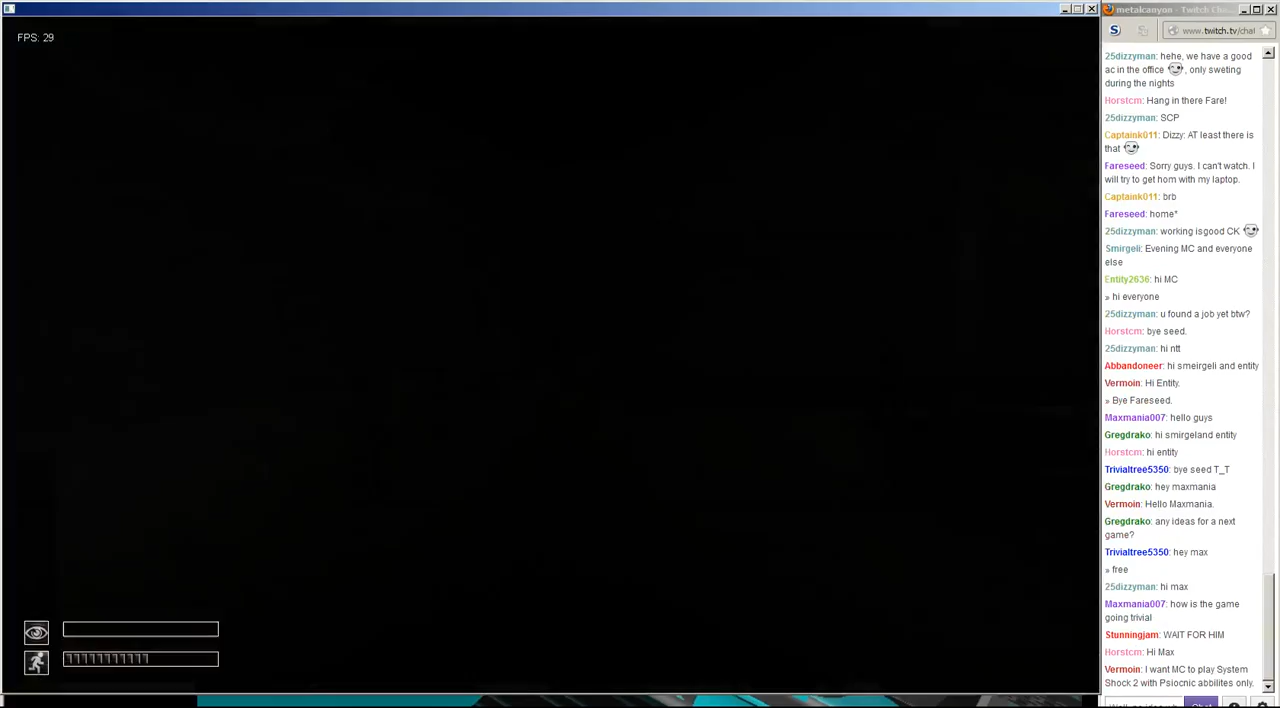 metalcanyon - Twitch Cha
FPS: 29
www.twitch.tv/chat
25dizzyman: hehe, we have a good
ac in the office , only sweting
during the nights
Horstcm: Hang in there Fare!
25dizzyman: SCP
Captaink011: Dizzy: AT least there is
that
Fareseed: Sorry guys. I can't watch. I
will try to get hom with my laptop.
Captaink011: brb
Fareseed: home*
25dizzyman: working isgood CK
Smirgeli: Evening MC and everyone
else
Entity2636: hi MC
» hi everyone
25dizzyman: u found a job yet btw?
Horstcm: bye seed.
25dizzyman: hi ntt
Abbandoneer: hi smeirgeli and entity
Vermoin: Hi Entity.
» Bye Fareseed.
Maxmania007: hello guys
Gregdrako: hi smirgeland entity
Horstcm: hi entity
Trivialtree5350: bye seed T_T
Gregdrako: hey maxmania
Vermoin: Hello Maxmania.
Gregdrako: any ideas for a next
game?
Trivialtree5350: hey max
» free
25dizzyman: hi max
Maxmania007: how is the game
going trivial
Stunningjam: WAIT FOR HIM
Horstcm: Hi Max
Vermoin: I want MC to play System
Shock 2 with Psiocnic abbilites only.